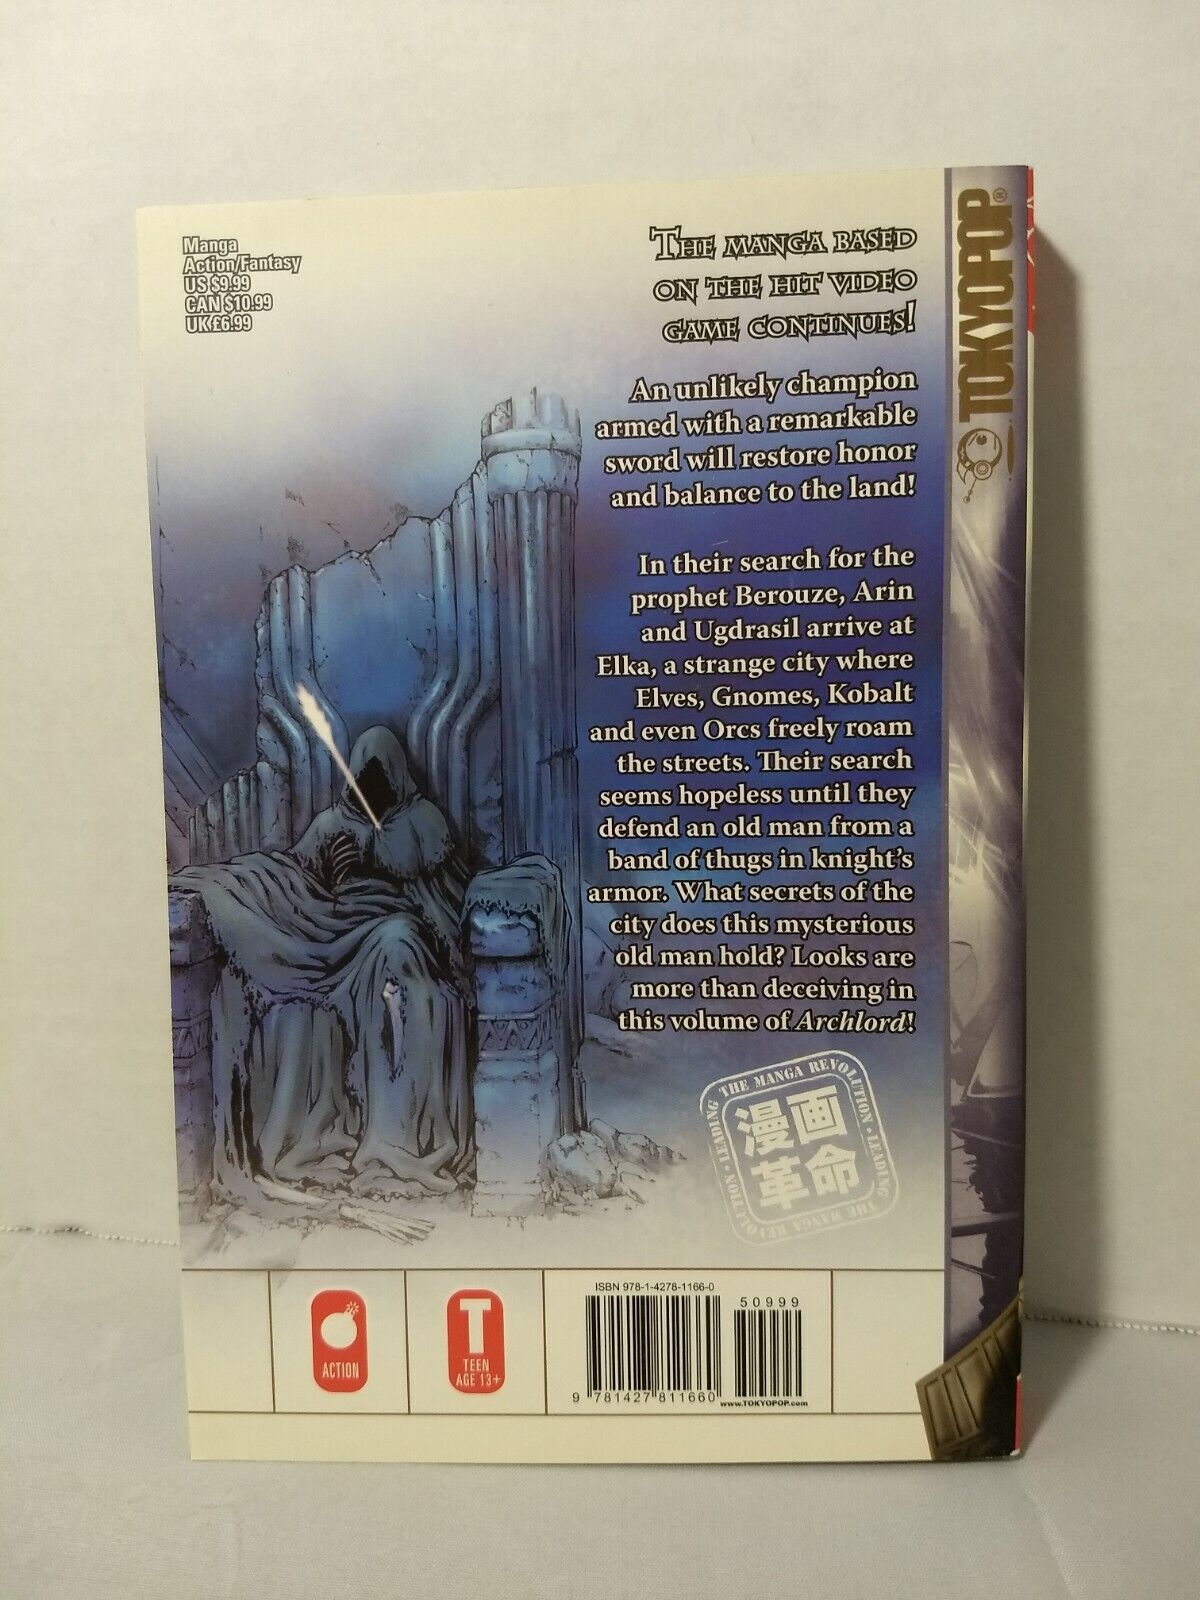 Manga
Action/Fantasy
US $9.99
CAN $10.99
UK £6.99
THE MANGA BASED
ON THE HIT VIDEO
GAME CONTINUES!
An unlikely champion
armed with a remarkable
sword will restore honor
and balance to the land!
In their search for the
prophet Berouze, Arin
and Ugdrasil arrive at
Elka, a strange city where
Elves, Gnomes, Kobalt
and even Orcs freely roam
the streets. Their search
seems hopeless until they
defend an old man from a
band of thugs in knight's
armor. What secrets of the
city does this mysterious
old man hold? Looks are
more than deceiving in
this volume of Archlord!
TOKYOPOP®
LEADING • THE MANGA REVOLUTION • LEADING
THE MANGA REVOLUTION •
漫画
革命
ACTION
T
TEEN
AGE 13+
ISBN 978-1-4278-1166-0
50999
9 781427 811660
www.TOKYOPOP.com